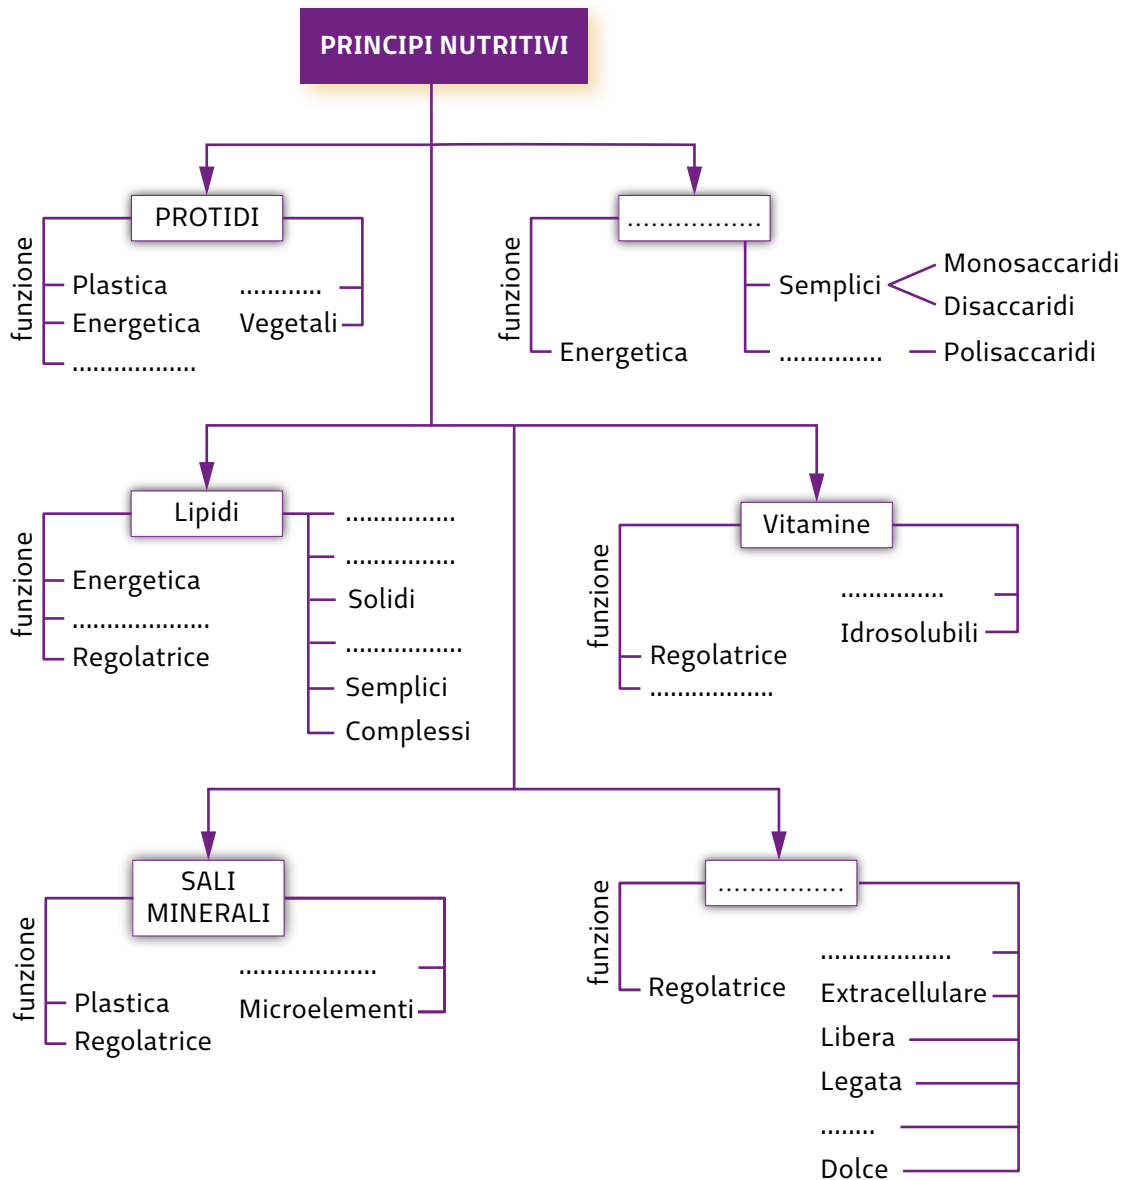 PRINCIPI NUTRITIVI
PROTIDI
funzione
Plastica
Energetica
..................
............
Vegetali
.................
funzione
Energetica
Semplici
Monosaccaridi
Disaccaridi
...............
Polisaccaridi
Lipidi
funzione
Energetica
....................
Regolatrice
................
................
Solidi
.................
Semplici
Complessi
Vitamine
funzione
Regolatrice
..................
...............
Idrosolubili
SALI
MINERALI
funzione
Plastica
Regolatrice
....................
Microelementi
................
funzione
Regolatrice
...................
Extracellulare
Libera
Legata
........
Dolce